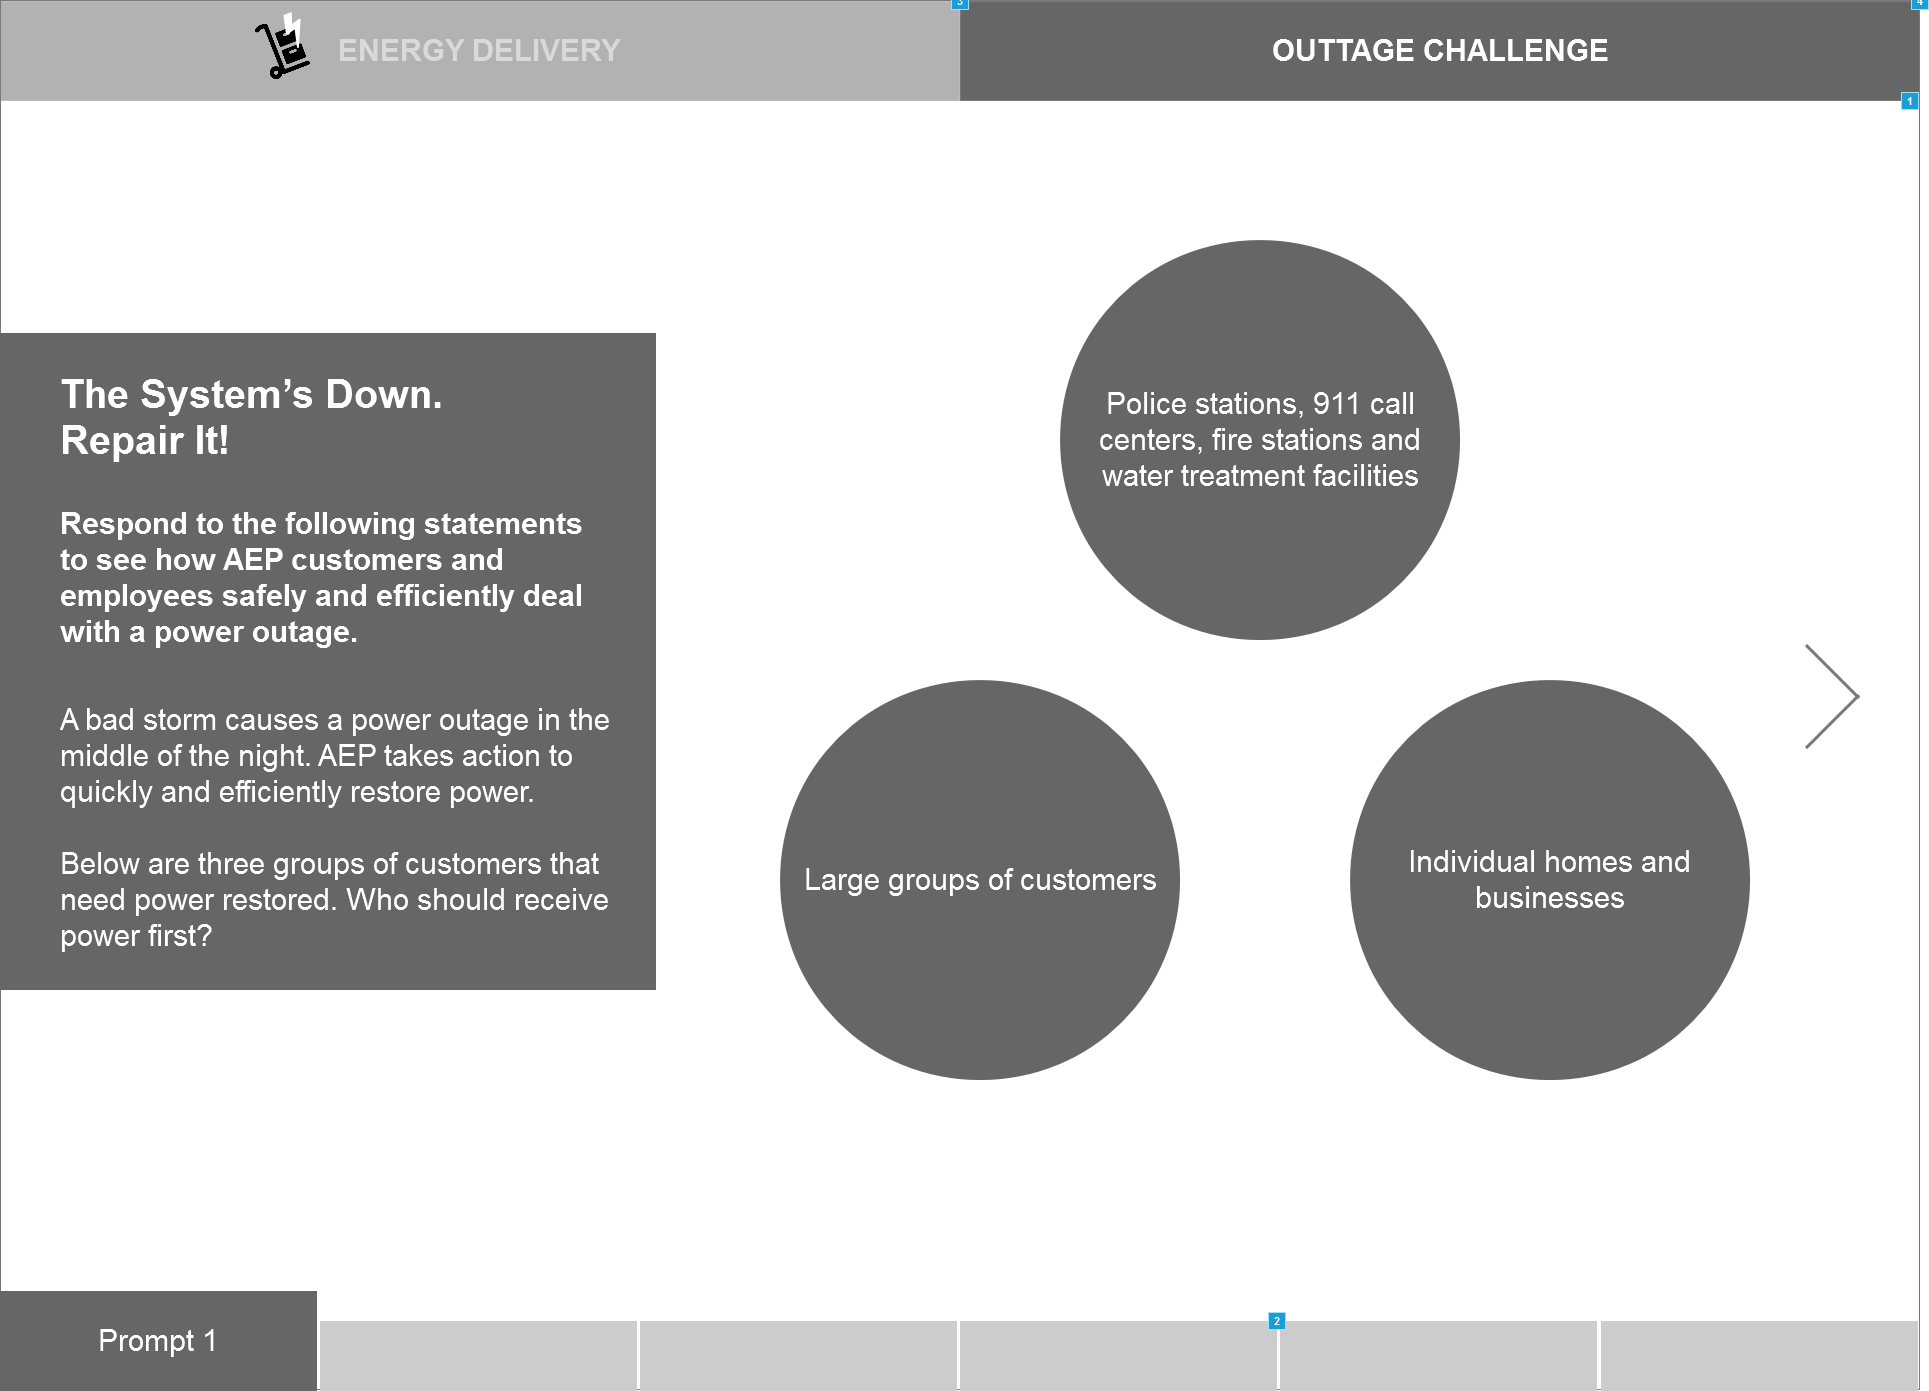 3
4
ENERGY DELIVERY
OUTTAGE CHALLENGE
1
The System’s Down.
Repair It!
Respond to the following statements
to see how AEP customers and
employees safely and efficiently deal
with a power outage.
A bad storm causes a power outage in the
middle of the night. AEP takes action to
quickly and efficiently restore power.
Below are three groups of customers that
need power restored. Who should receive
power first?
Police stations, 911 call
centers, fire stations and
water treatment facilities
Large groups of customers
Individual homes and
businesses
Prompt 1
2